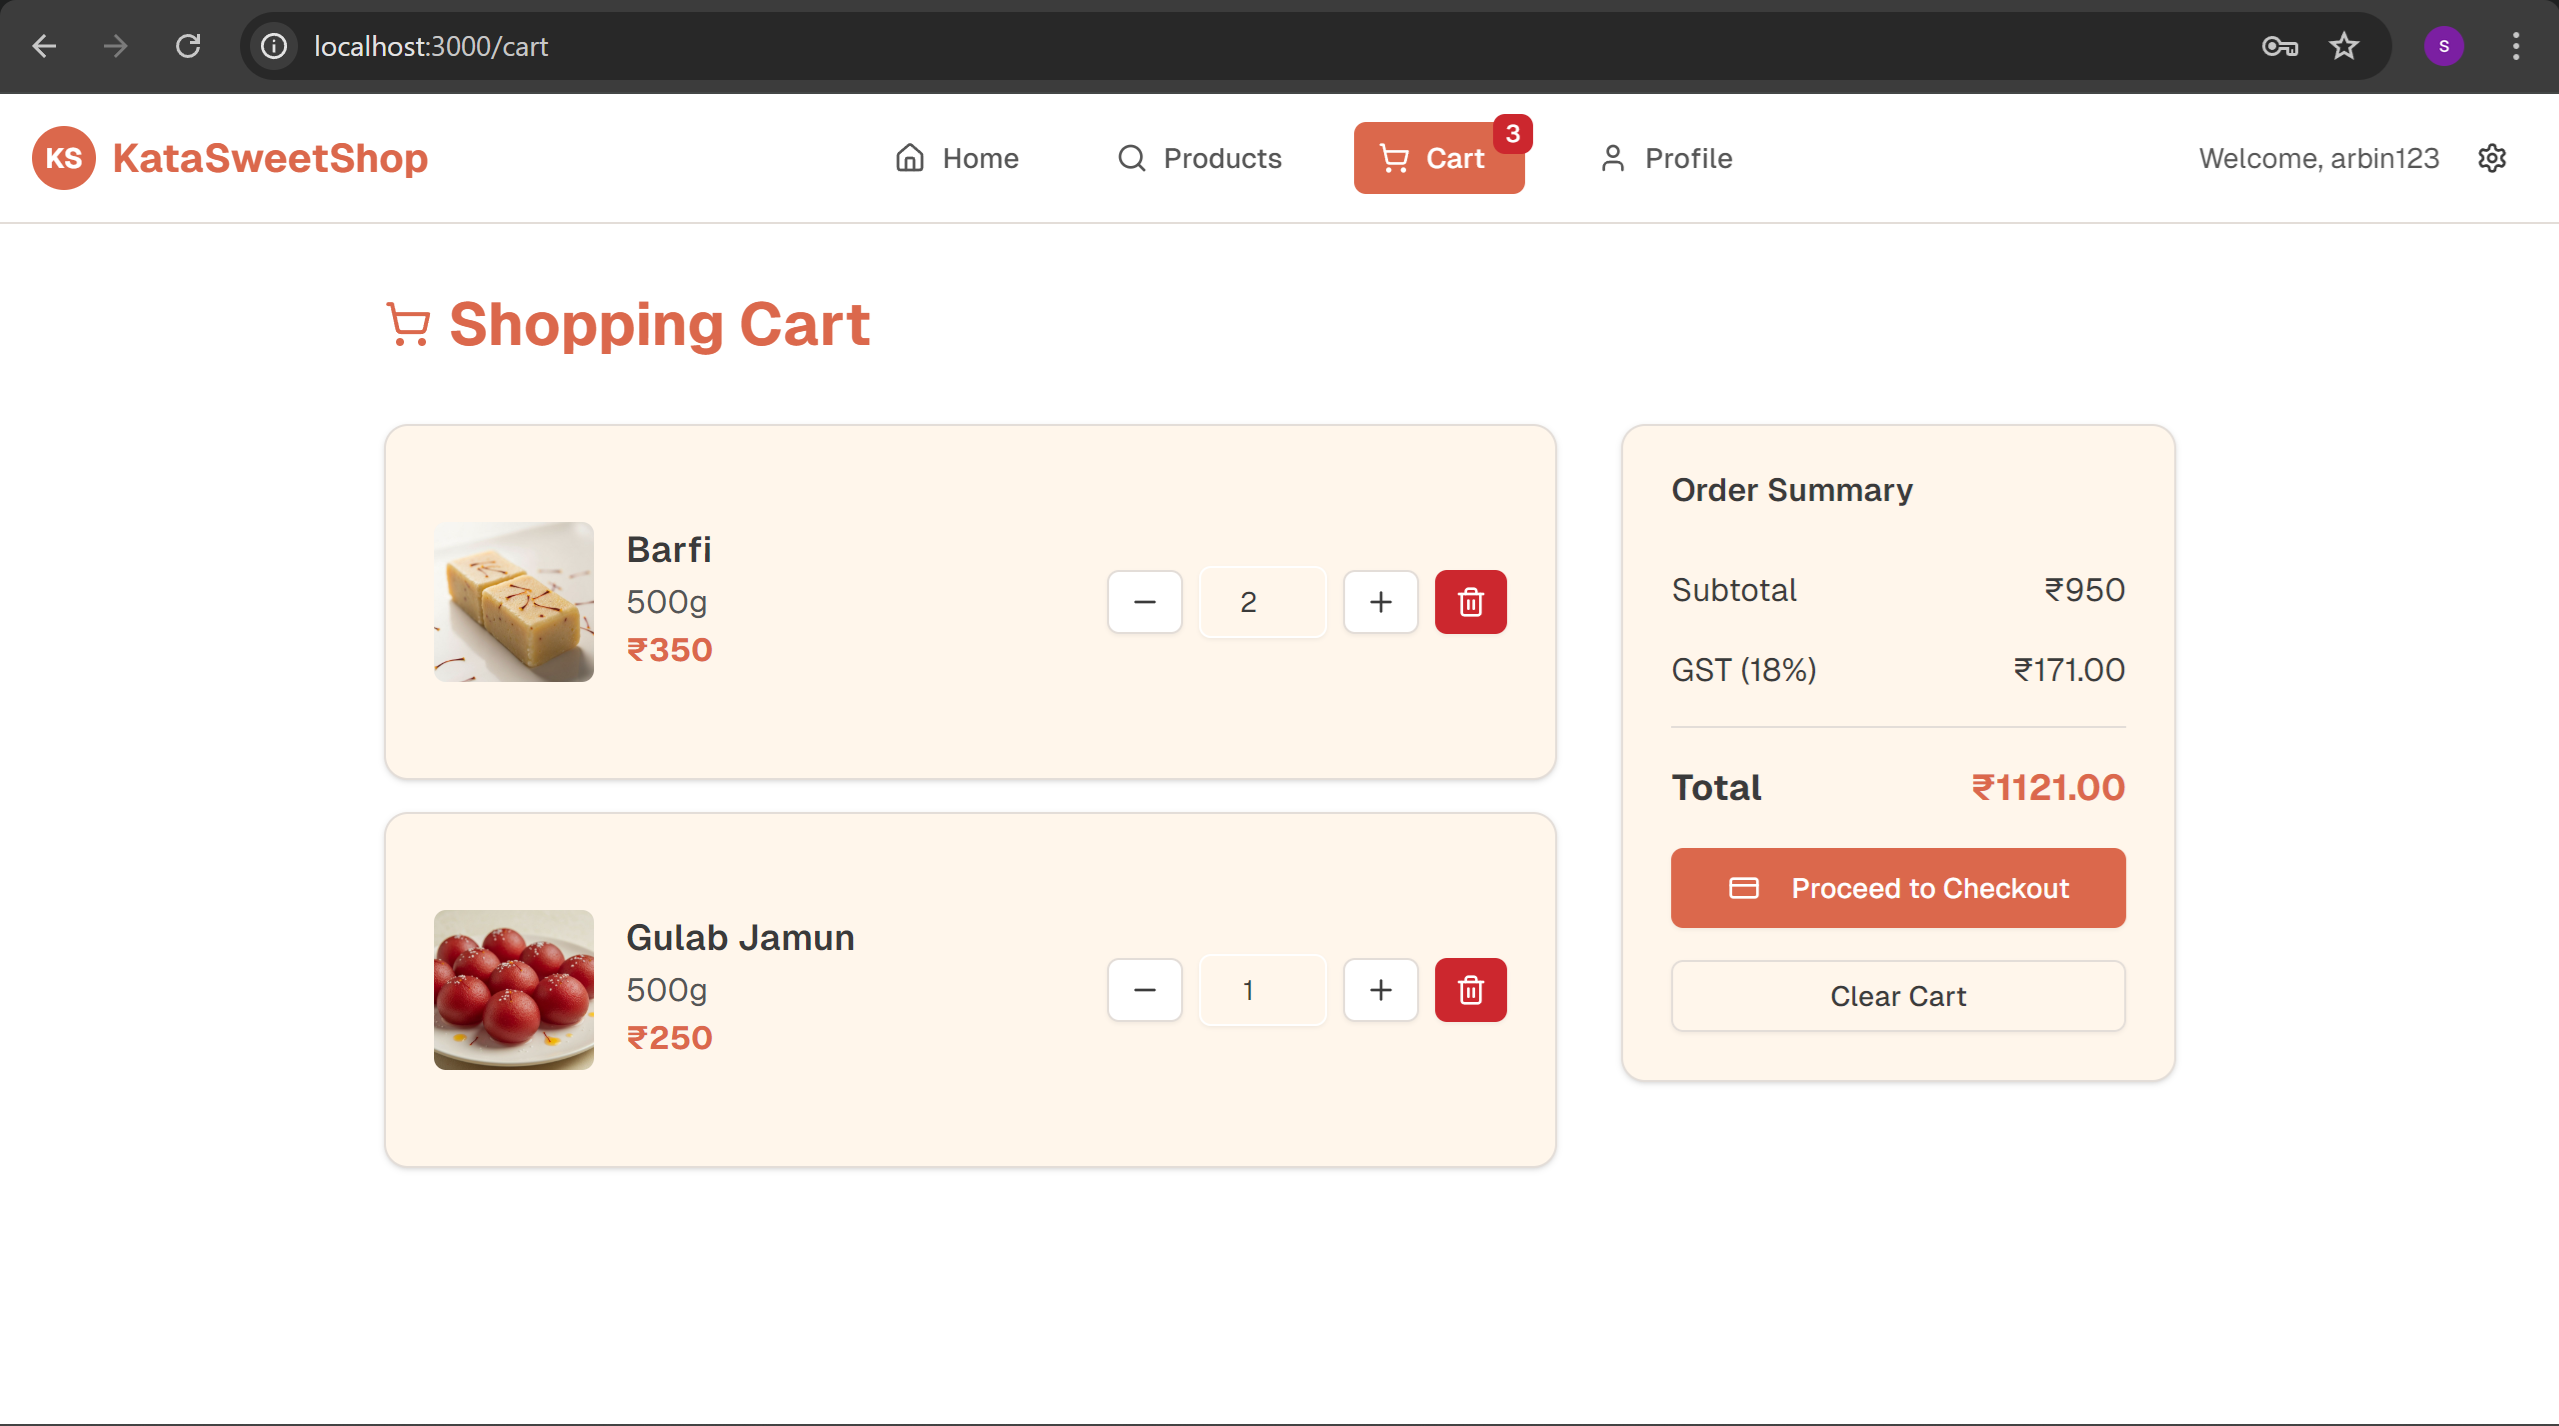 localhost:3000/cart
S
KS KataSweetShop
Home
Products
Cart
3
Profile
Welcome, arbin123
Shopping Cart
Barfi
500g
₹350
2
Gulab Jamun
500g
₹250
1
Order Summary
Subtotal ₹950
GST (18%) ₹171.00
Total ₹1121.00
Proceed to Checkout
Clear Cart